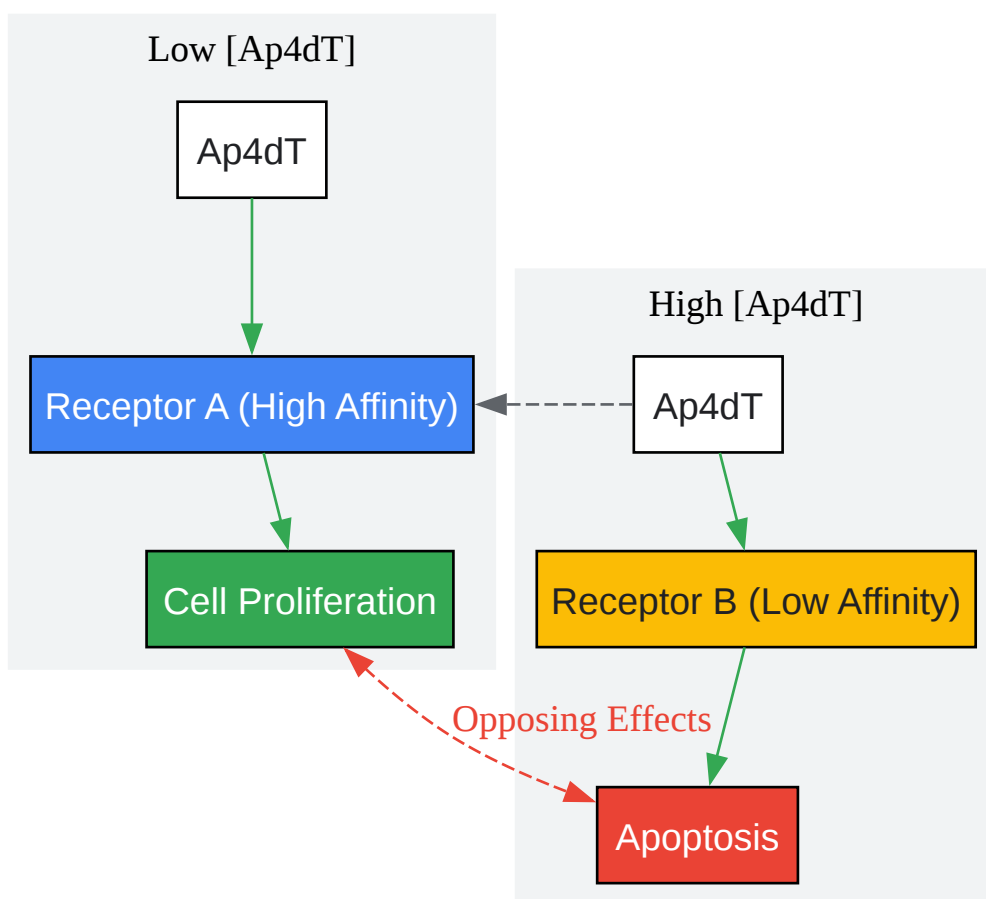 Low [Ap4dT]
Ap4dT
Receptor A (High Affinity)
Cell Proliferation
High [Ap4dT]
Ap4dT
Receptor B (Low Affinity)
Opposing Effects
Apoptosis